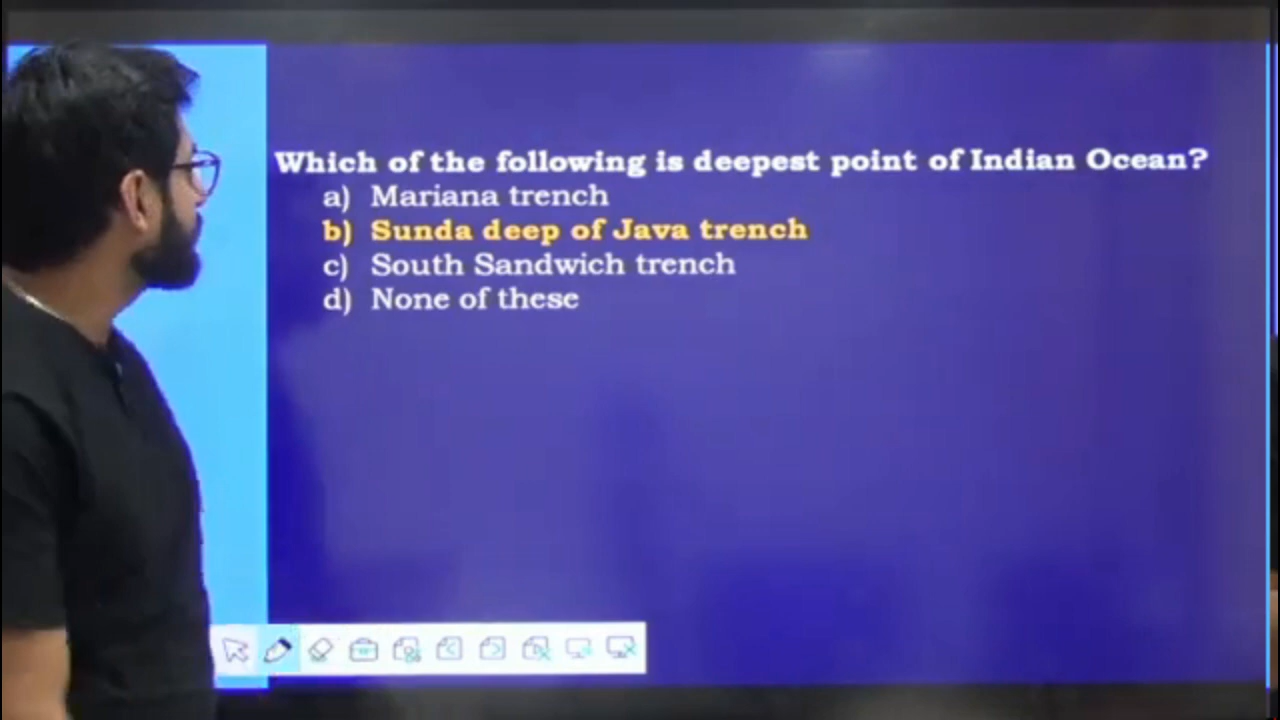 Which of the following is deepest point of Indian Ocean?
a) Mariana trench
b) Sunda deep of Java trench
c) South Sandwich trench
d) None of these